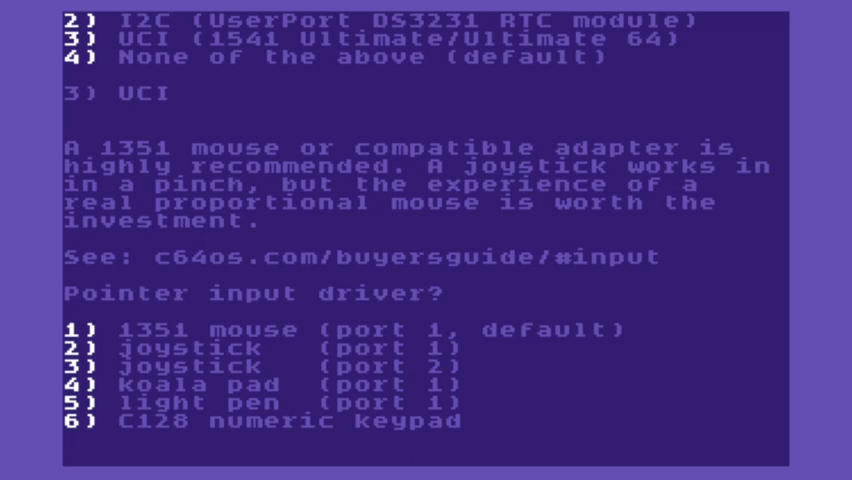 2) I2C (UserPort DS3231 RTC module)
3) UCI (1541 Ultimate/Ultimate 64)
4) None of the above (default)
3) UCI
A 1351 mouse or compatible adapter is
highly recommended. A joystick works in
in a pinch, but the experience of a
real proportional mouse is worth the
investment.
See: c64os.com/buyersguide/#input
Pointer input driver?
1) 1351 mouse (port 1, default)
2) joystick (port 1)
3) joystick (port 2)
4) koala pad (port 1)
5) light pen (port 1)
6) C128 numeric keypad